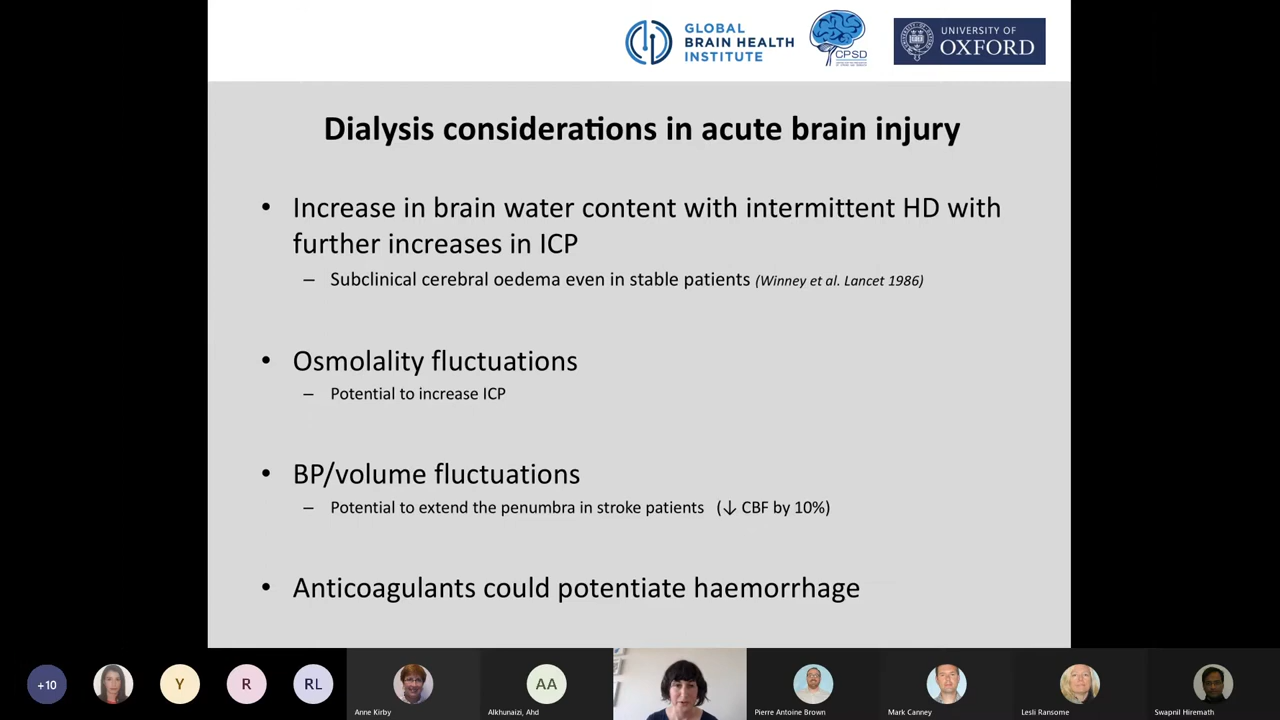 GLOBAL
BRAIN HEALTH
INSTITUTE
CPSD
UNIVERSITY OF
OXFORD
Dialysis considerations in acute brain injury
• Increase in brain water content with intermittent HD with
further increases in ICP
– Subclinical cerebral oedema even in stable patients (Winney et al. Lancet 1986)
• Osmolality fluctuations
– Potential to increase ICP
• BP/volume fluctuations
– Potential to extend the penumbra in stroke patients (↓ CBF by 10%)
• Anticoagulants could potentiate haemorrhage
+10
Y
R
RL
Anne Kirby
AA
Alkhunaizi, Ahd
Pierre Antoine Brown
Mark Canney
Lesli Ransome
Swapnil Hiremath